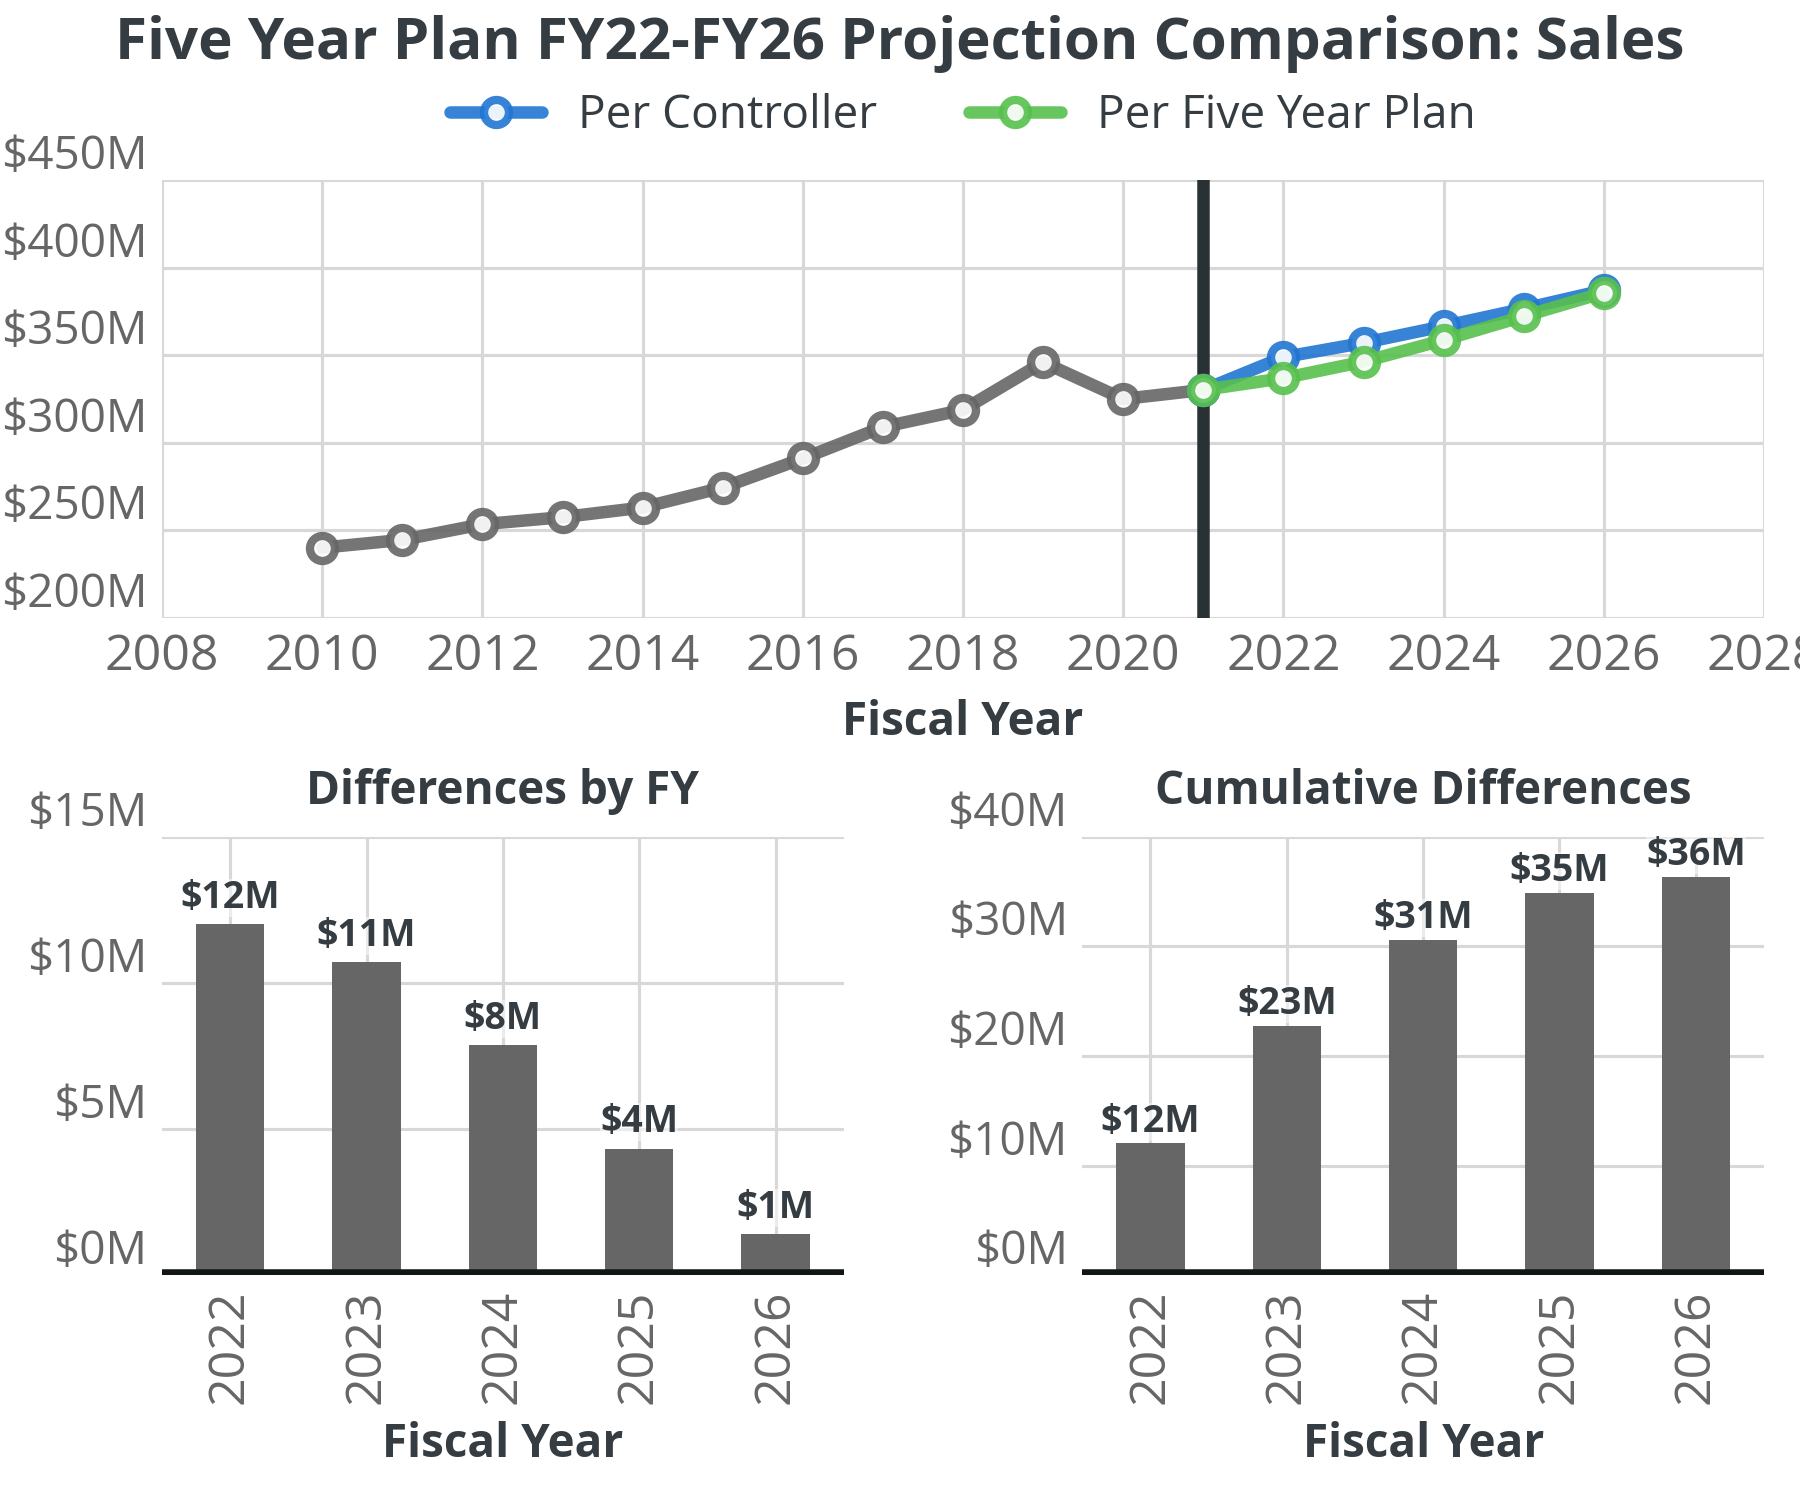 Five Year Plan FY22-FY26 Projection Comparison: Sales
Per Controller Per Five Year Plan
$450M
$400M
$350M
$300M
$250M
$200M
2008 2010 2012 2014 2016 2018 2020 2022 2024 2026 2028
Fiscal Year
Differences by FY
$15M
$10M
$5M
$0M
$12M
$11M
$8M
$4M
$1M
2022 2023 2024 2025 2026
Fiscal Year
Cumulative Differences
$40M
$30M
$20M
$10M
$0M
$12M
$23M
$31M
$35M
$36M
2022 2023 2024 2025 2026
Fiscal Year